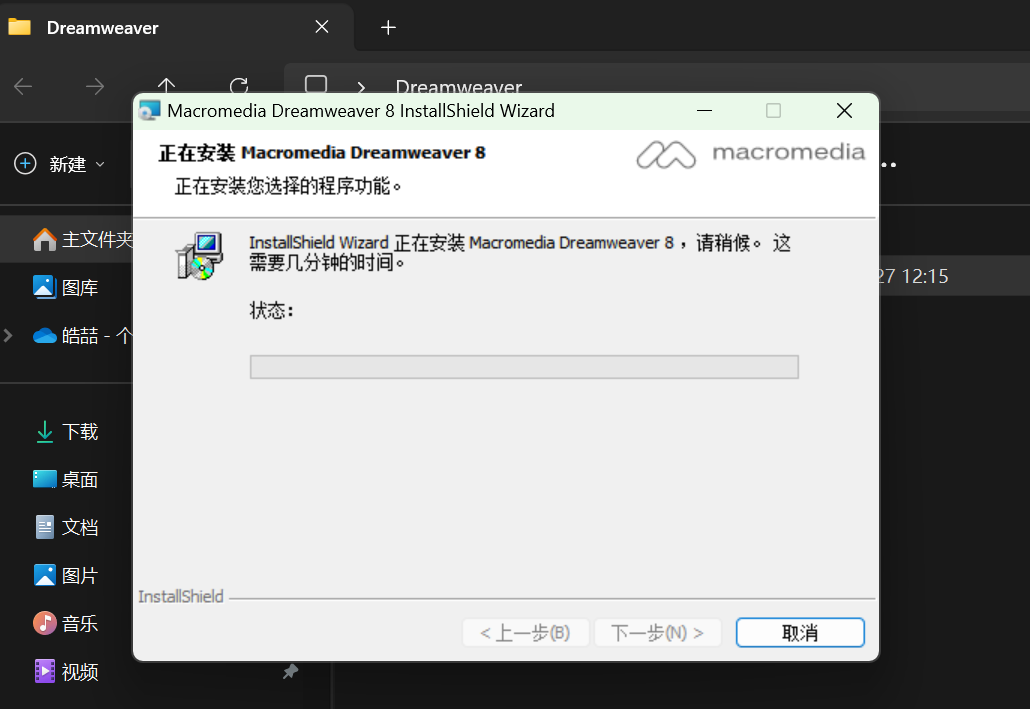 Dreamweaver
Dreamweaver
Macromedia Dreamweaver 8 InstallShield Wizard
正在安装 Macromedia Dreamweaver 8
macromedia
正在安装您选择的程序功能。
新建
主文件夹
InstallShield Wizard 正在安装 Macromedia Dreamweaver 8 ，请稍候。 这
需要几分钟的时间。
27 12:15
图库
状态：
皓喆 - 个
下载
桌面
文档
图片
InstallShield
音乐
< 上一步(B)
下一步(N) >
取消
视频